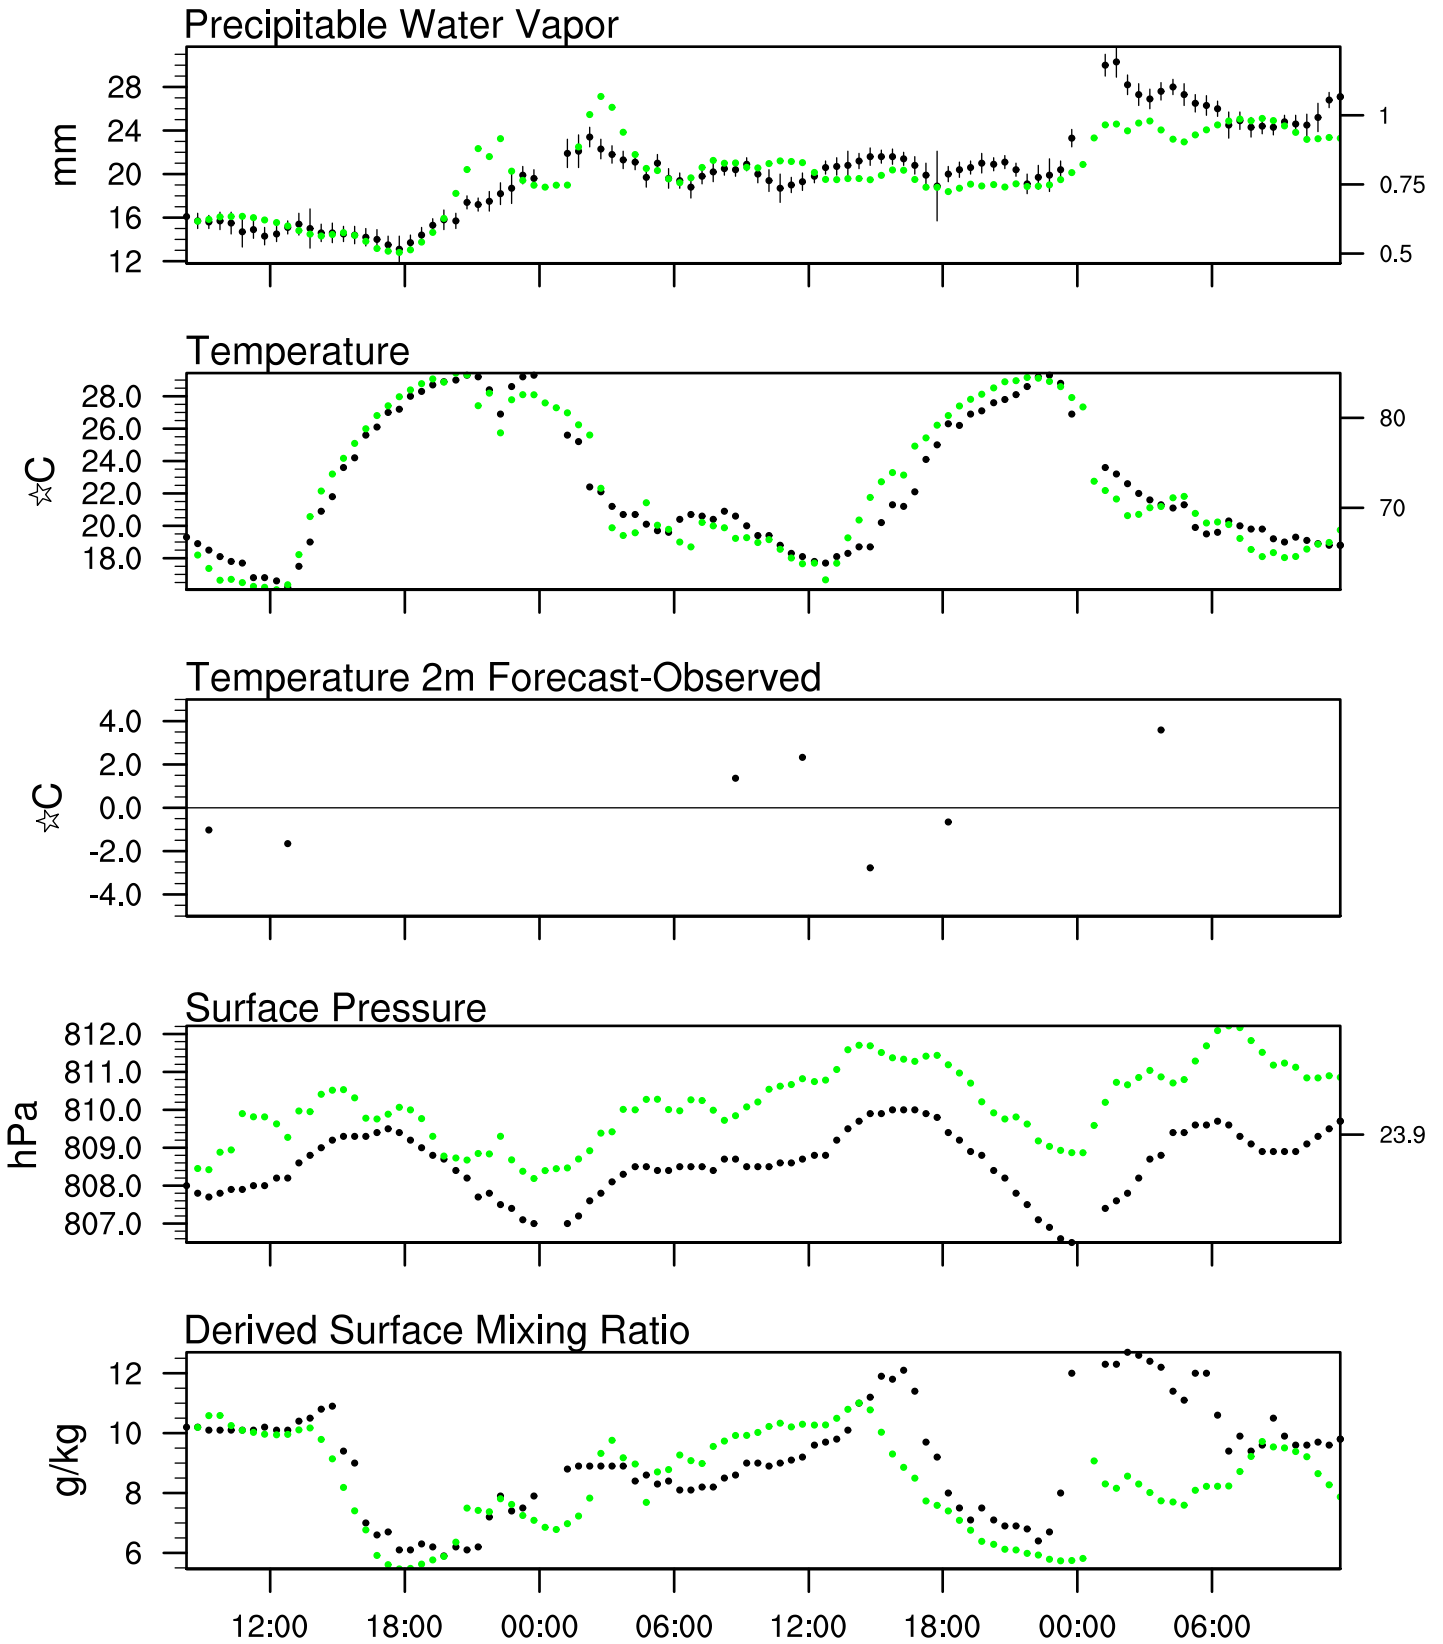 Precipitable Water Vapor
28
24
20
16
12
mm
1
0.75
0.5
Temperature
28.0
26.0
24.0
22.0
20.0
18.0
☆C
80
70
Temperature 2m Forecast-Observed
4.0
2.0
0.0
-2.0
-4.0
☆C
Surface Pressure
812.0
811.0
810.0
809.0
808.0
807.0
hPa
23.9
Derived Surface Mixing Ratio
12
10
8
6
g/kg
12:00 18:00 00:00 06:00 12:00 18:00 00:00 06:00